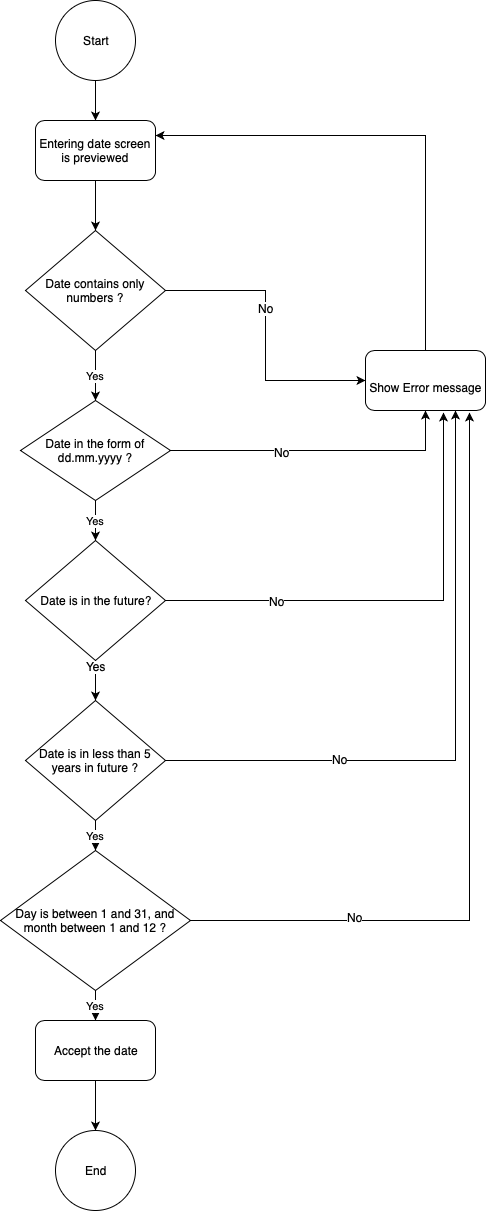 Start
Entering date screen
is previewed
Date contains only
numbers ?
No
Show Error message
Yes
Date in the form of
dd.mm.yyyy ?
No
Yes
Date is in the future?
No
Yes
Date is in less than 5
years in future ?
No
Yes
Day is between 1 and 31, and
month between 1 and 12 ?
No
Yes
Accept the date
End